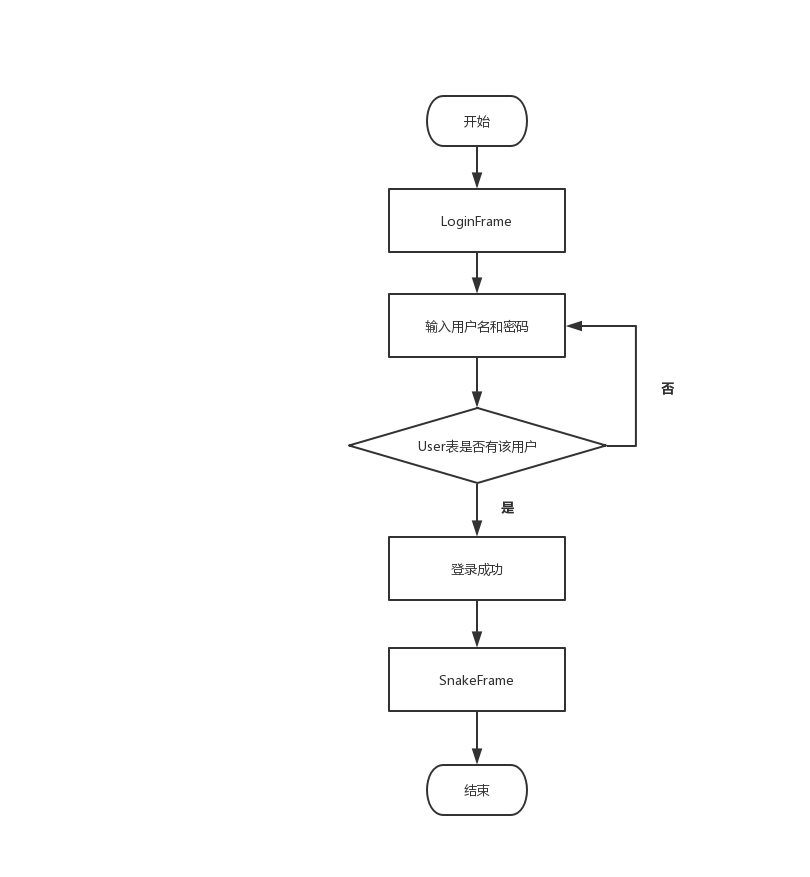 开始
LoginFrame
输入用户名和密码
否
User表是否有该用户
是
登录成功
SnakeFrame
结束